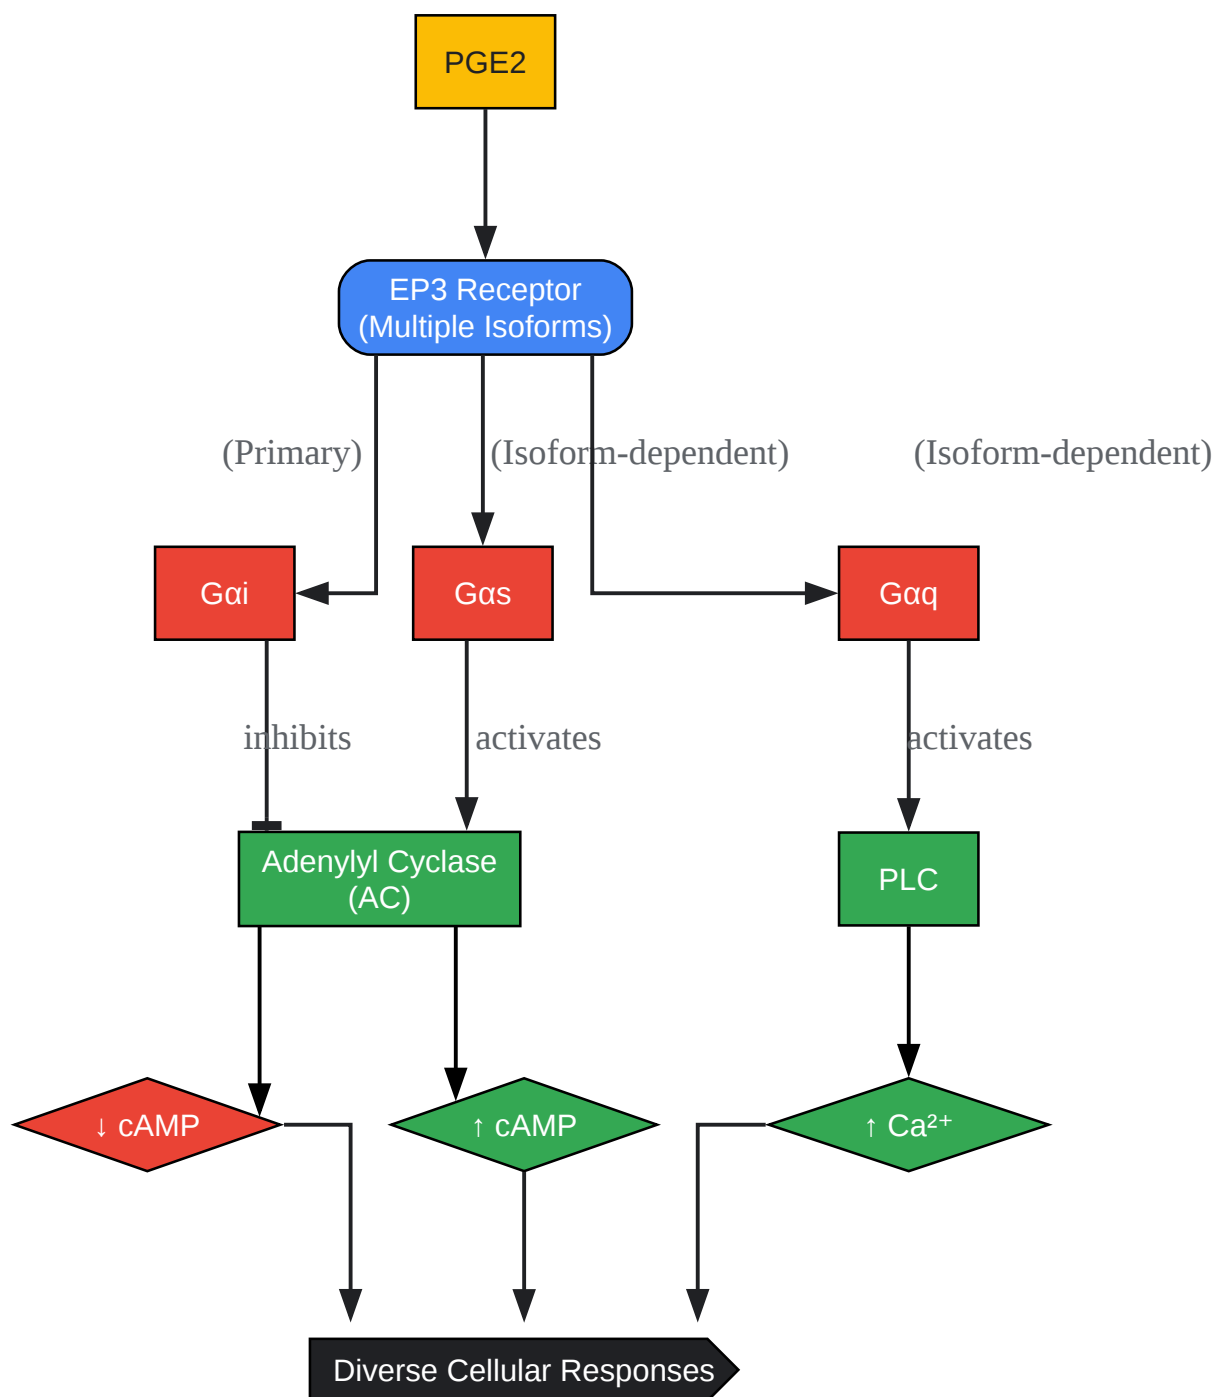 PGE2
EP3 Receptor
(Multiple Isoforms)
(Primary)
(Isoform-dependent)
(Isoform-dependent)
Gαi
Gαs
Gαq
inhibits
activates
activates
Adenylyl Cyclase
(AC)
PLC
↓ cAMP
↑ cAMP
↑ Ca²⁺
Diverse Cellular Responses